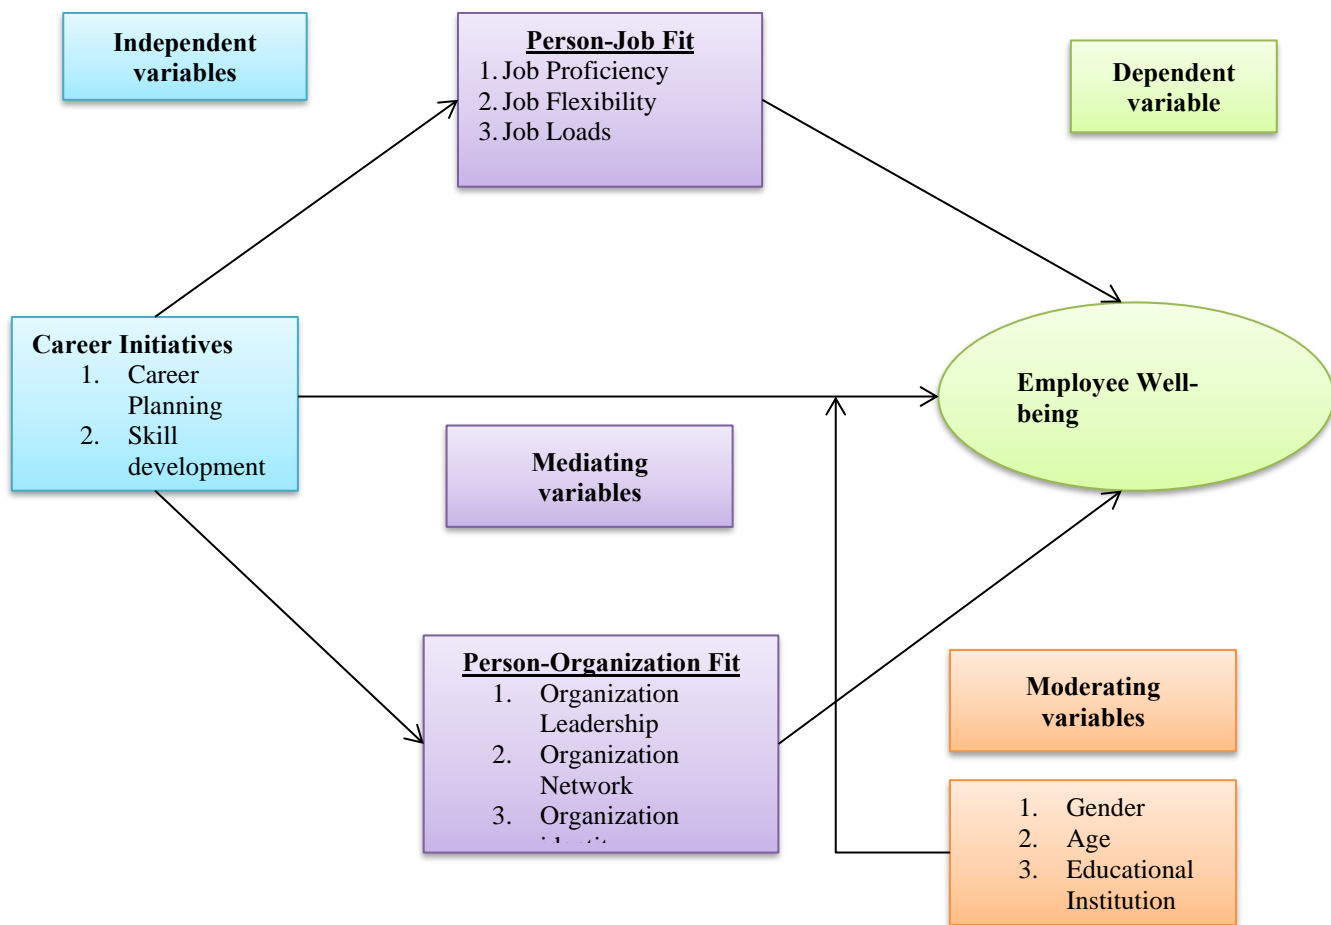 Independent
variables
Person-Job Fit
1. Job Proficiency
2. Job Flexibility
3. Job Loads
Dependent
variable
Career Initiatives
1. Career
Planning
2. Skill
development
Employee Well-
being
Mediating
variables
Person-Organization Fit
1. Organization
Leadership
2. Organization
Network
3. Organization
Moderating
variables
1. Gender
2. Age
3. Educational
Institution